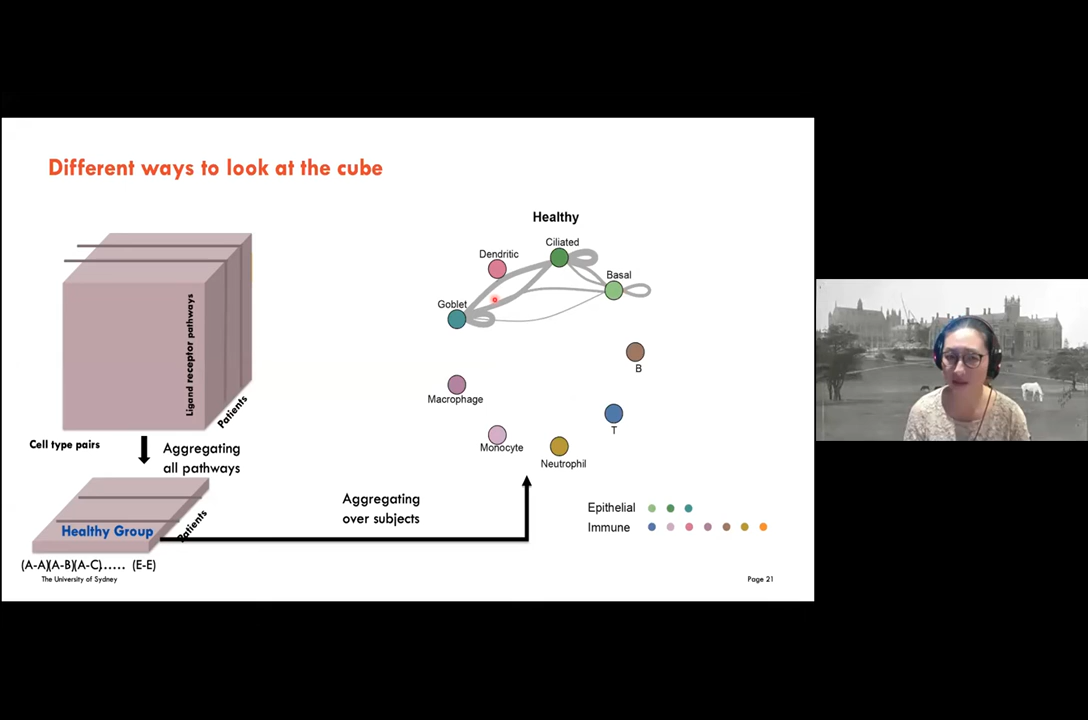 Different ways to look at the cube
Ligand receptor pathways
Patients
Cell type pairs
Aggregating
all pathways
Healthy Group
Patients
(A-A)(A-B)(A-C)...... (E-E)
The University of Sydney
Aggregating
over subjects
Healthy
Ciliated
Dendritic
Basal
Goblet
B
Macrophage
T
Monocyte
Neutrophil
Epithelial
Immune
Page 21